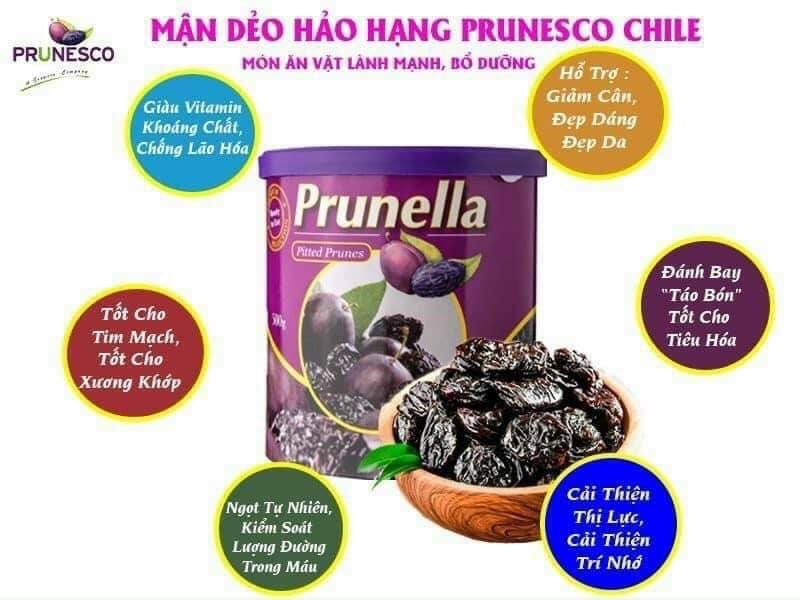 PRUNESCO
MẬN DẺO HẢO HẠNG PRUNESCO CHILE
MÓN ĂN VẶT LÀNH MẠNH, BỔ DƯỠNG
Giàu Vitamin
Khoáng Chất,
Chống Lão Hóa
Hỗ Trợ :
Giảm Cân,
Đẹp Dáng
Đẹp Da
Prunella
Pitted Prunes
500g
Đánh Bay
"Táo Bón"
Tốt Cho
Tiêu Hóa
Tốt Cho
Tim Mạch,
Tốt Cho
Xương Khớp
Ngọt Tự Nhiên,
Kiểm Soát
Lượng Đường
Trong Máu
Cải Thiện
Thị Lực,
Cải Thiện
Trí Nhớ